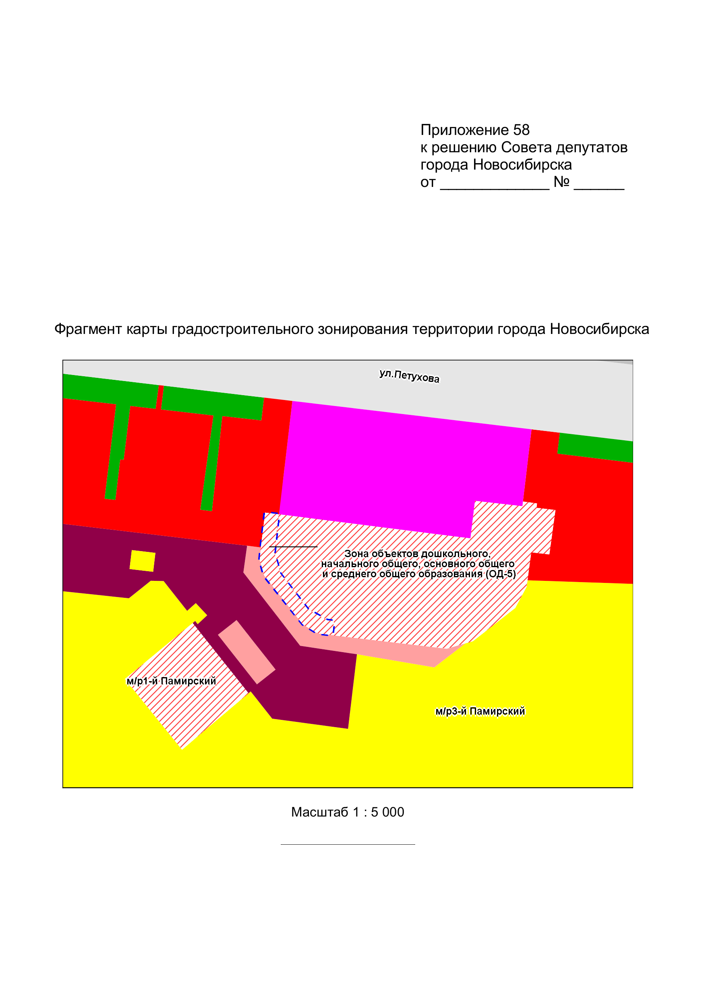 Приложение 58
к решению Совета депутатов
города Новосибирска
от _____________ № ______
Фрагмент карты градостроительного зонирования территории города Новосибирска
ул.Петухова
Зона объектов дошкольного,
начального общего, основного общего
и среднего общего образования (ОД-5)
м/р1-й Памирский
м/р3-й Памирский
Масштаб 1 : 5 000